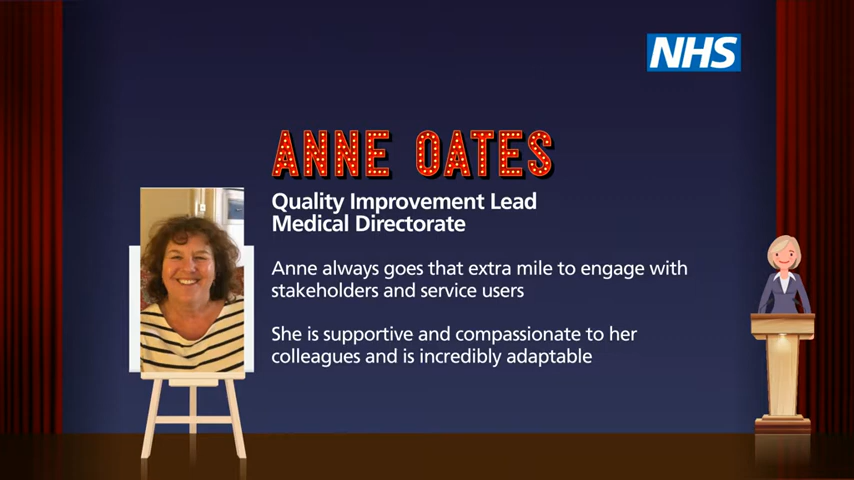 NHS
ANNE OATES
Quality Improvement Lead
Medical Directorate
Anne always goes that extra mile to engage with
stakeholders and service users
She is supportive and compassionate to her
colleagues and is incredibly adaptable